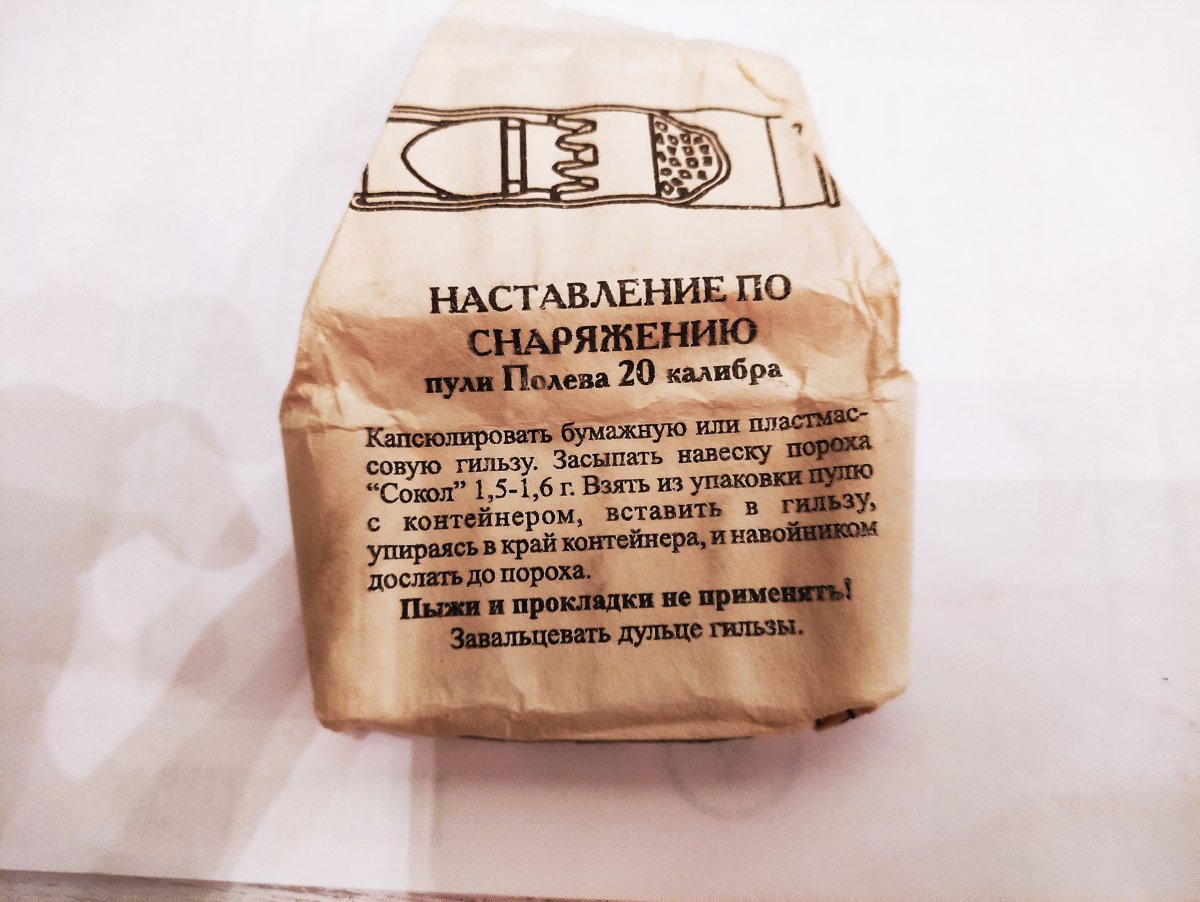 НАСТАВЛЕНИЕ ПО
СНАРЯЖЕНИЮ
пули Полева 20 калибра
Капсюлировать бумажную или пластмас-
совую гильзу. Засыпать навеску пороха
“Сокол” 1,5-1,6 г. Взять из упаковки пулю
с контейнером, вставить в гильзу,
упираясь в край контейнера, и навойником
дослать до пороха.
Пыжи и прокладки не применять!
Завальцевать дульце гильзы.